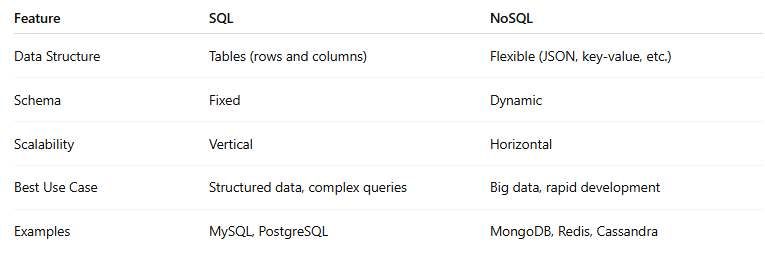 Feature SQL NoSQL
Data Structure Tables (rows and columns) Flexible (JSON, key-value, etc.)
Schema Fixed Dynamic
Scalability Vertical Horizontal
Best Use Case Structured data, complex queries Big data, rapid development
Examples MySQL, PostgreSQL MongoDB, Redis, Cassandra